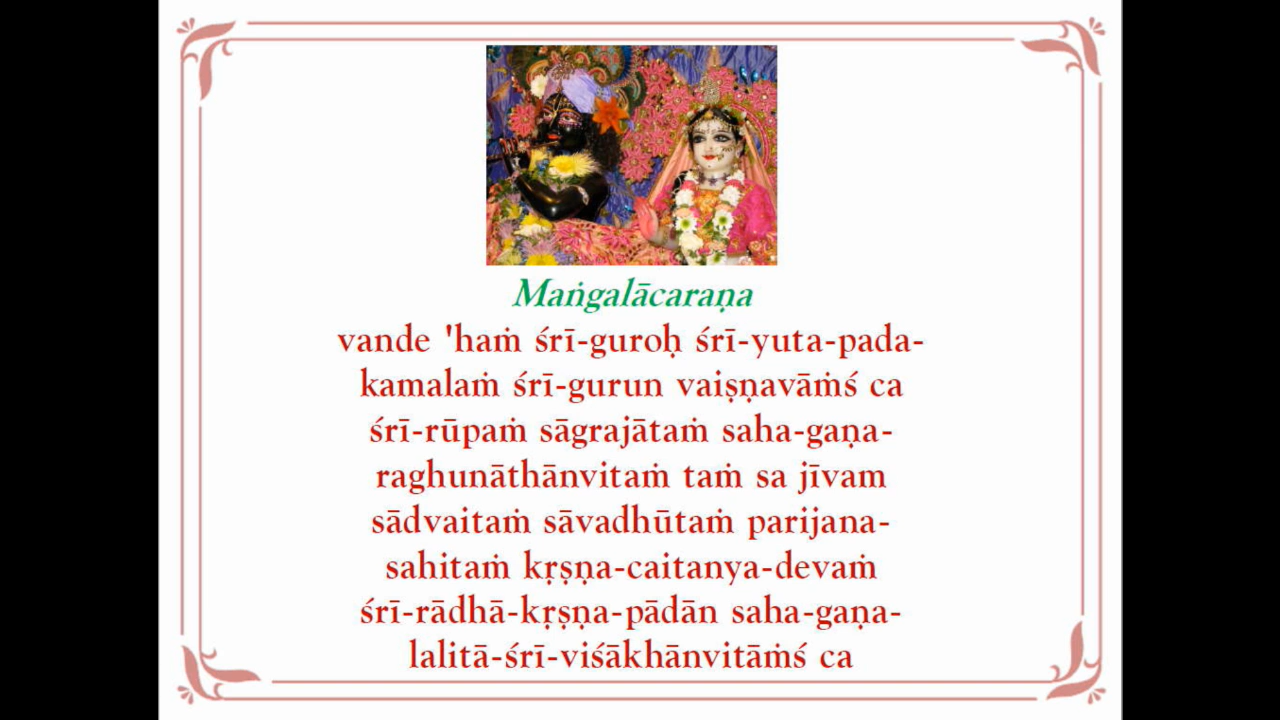 Maṅgalācaraṇa
vande 'haṁ śrī-guroḥ śrī-yuta-pada-
kamalaṁ śrī-gurun vaiṣṇavāṁś ca
śrī-rūpaṁ sāgrajātaṁ saha-gaṇa-
raghunāthānvitaṁ taṁ sa jīvam
sādvaitaṁ sāvadhūtaṁ parijana-
sahitaṁ kṛṣṇa-caitanya-devaṁ
śrī-rādhā-kṛṣṇa-pādān saha-gaṇa-
lalitā-śrī-viśākhānvitāṁś ca